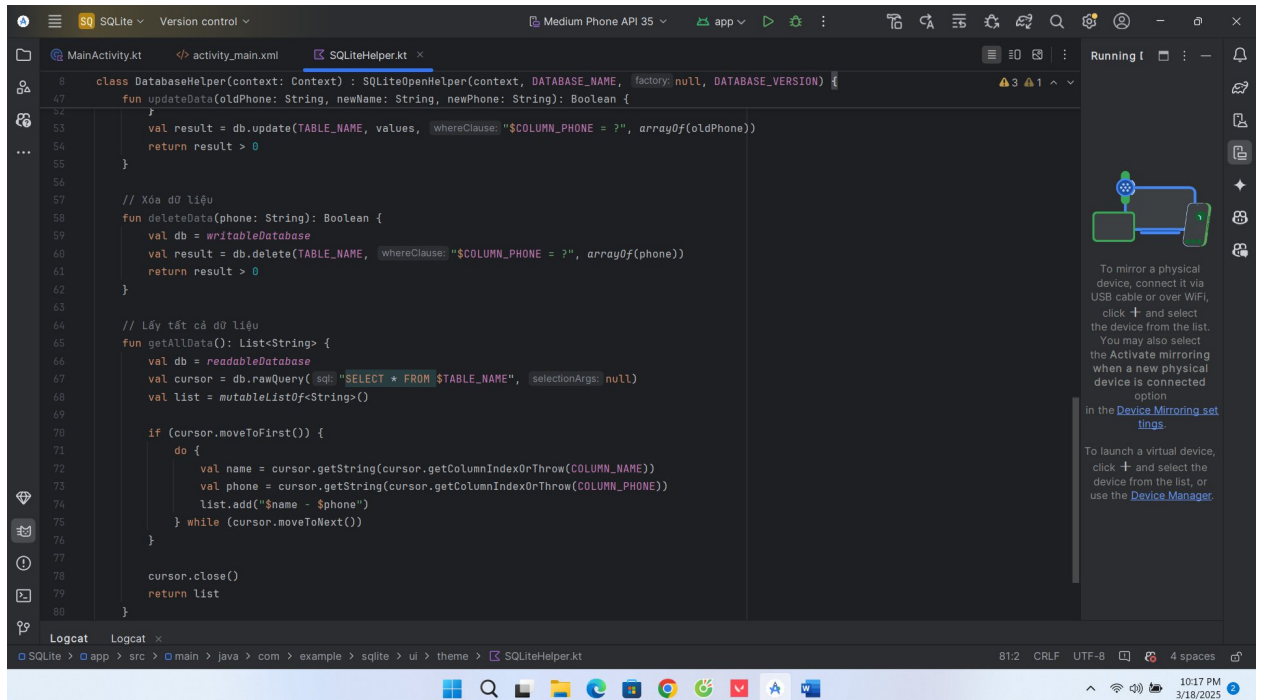 SQ SQLite Version control Medium Phone API 35 app
MainActivity.kt activity_main.xml SQLiteHelper.kt Running
8 class DatabaseHelper(context: Context) : SQLiteOpenHelper(context, DATABASE_NAME, factory: null, DATABASE_VERSION) { 3 1
47 fun updateData(oldPhone: String, newName: String, newPhone: String): Boolean {
52 }
53 val result = db.update(TABLE_NAME, values, whereClause: "$COLUMN_PHONE = ?", arrayOf(oldPhone))
54 return result > 0
55 }
56
57 // Xóa dữ liệu
58 fun deleteData(phone: String): Boolean {
59 val db = writableDatabase
60 val result = db.delete(TABLE_NAME, whereClause: "$COLUMN_PHONE = ?", arrayOf(phone))
61 return result > 0
62 }
63
64 // Lấy tất cả dữ liệu
65 fun getAllData(): List<String> {
66 val db = readableDatabase
67 val cursor = db.rawQuery( sql: "SELECT * FROM $TABLE_NAME", selectionArgs: null)
68 val list = mutableListOf<String>()
69
70 if (cursor.moveToFirst()) {
71 do {
72 val name = cursor.getString(cursor.getColumnIndexOrThrow(COLUMN_NAME))
73 val phone = cursor.getString(cursor.getColumnIndexOrThrow(COLUMN_PHONE))
74 list.add("$name - $phone")
75 } while (cursor.moveToNext())
76 }
77
78 cursor.close()
79 return list
80 }
To mirror a physical
device, connect it via
USB cable or over WiFi,
click + and select
the device from the list.
You may also select
the Activate mirroring
when a new physical
device is connected
option
in the Device Mirroring set
tings.
To launch a virtual device,
click + and select the
device from the list, or
use the Device Manager.
Logcat Logcat
SQLite > app > src > main > java > com > example > sqlite > ui > theme > SQLiteHelper.kt 81:2 CRLF UTF-8 4 spaces
10:17 PM
3/18/2025 2